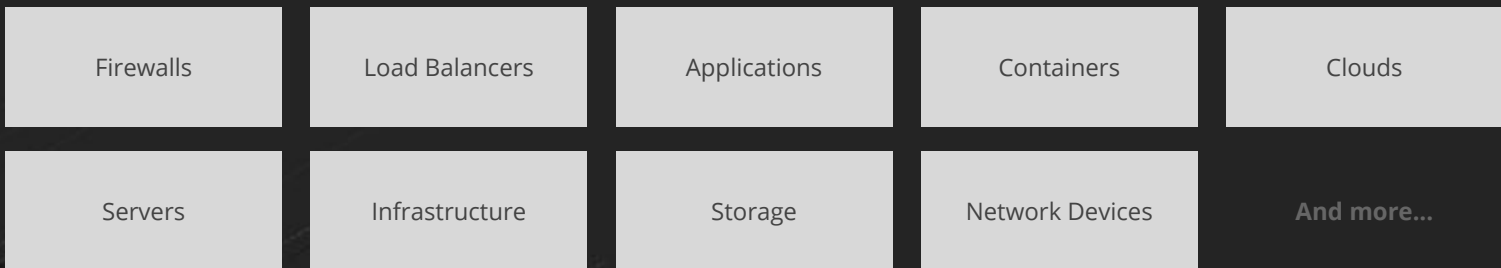 Firewalls
Load Balancers
Applications
Containers
Clouds
Servers
Infrastructure
Storage
Network Devices
And more...